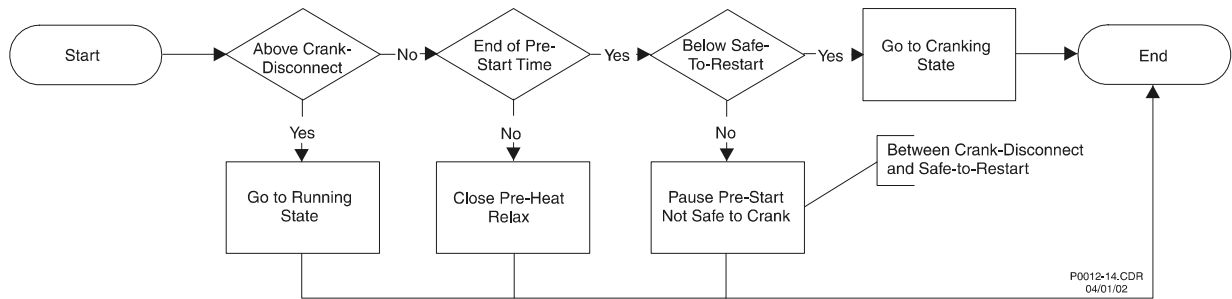 Start
Above Crank-
Disconnect
No
End of Pre-
Start Time
Yes
Below Safe-
To-Restart
Yes
Go to Cranking
State
End
Yes
No
No
Go to Running
State
Close Pre-Heat
Relax
Pause Pre-Start
Not Safe to Crank
Between Crank-Disconnect
and Safe-to-Restart
P0012-14.CDR
04/01/02